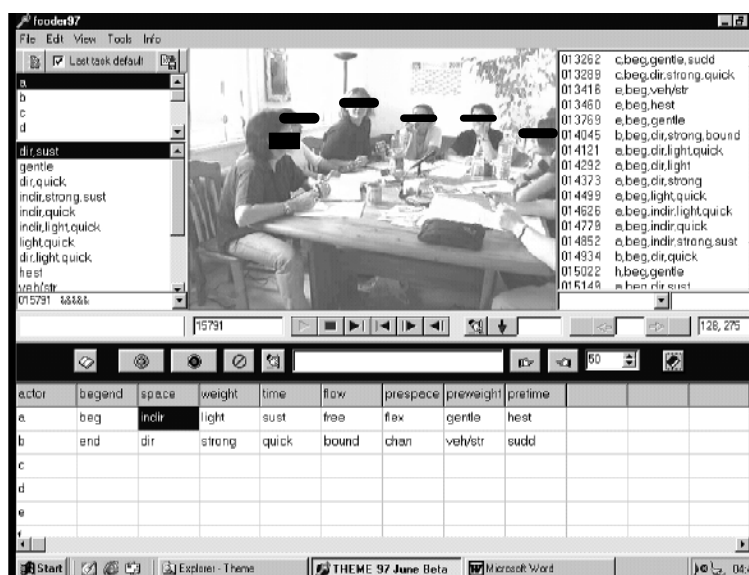 fooder97
File Edit View Tools Info
Last task default
a
b
c
d
dir,sust
gentle
dir,quick
indir,strong,sust
indir,quick
indir,light,quick
light,quick
dir,light,quick
hest
veh/str
015791 &&&&&
013262 c,beg,gentle,sudd
013289 c,beg,dir,strong,quick
013416 e,beg,veh/str
013460 e,beg,hest
013769 e,beg,gentle
014045 b,beg,dir,strong,bound
014121 a,beg,dir,light,quick
014292 e,beg,dir,light
014373 e,beg,dir,strong
014499 e,beg,light,quick
014626 a,beg,indir,light,quick
014778 a,beg,indir,quick
014852 e,beg,indir,strong,sust
014934 b,beg,dir,quick
015022 h,beg,gentle
015149 a,beg,dir,sust
15791
128, 275
50
actor begend space weight time flow prespace preweight pretime
a beg indir light sust free flex gentle hest
b end dir strong quick bound chan veh/str sudd
c
d
e
f
Start Explorer - Theme THEME 97 June Beta Microsoft Word